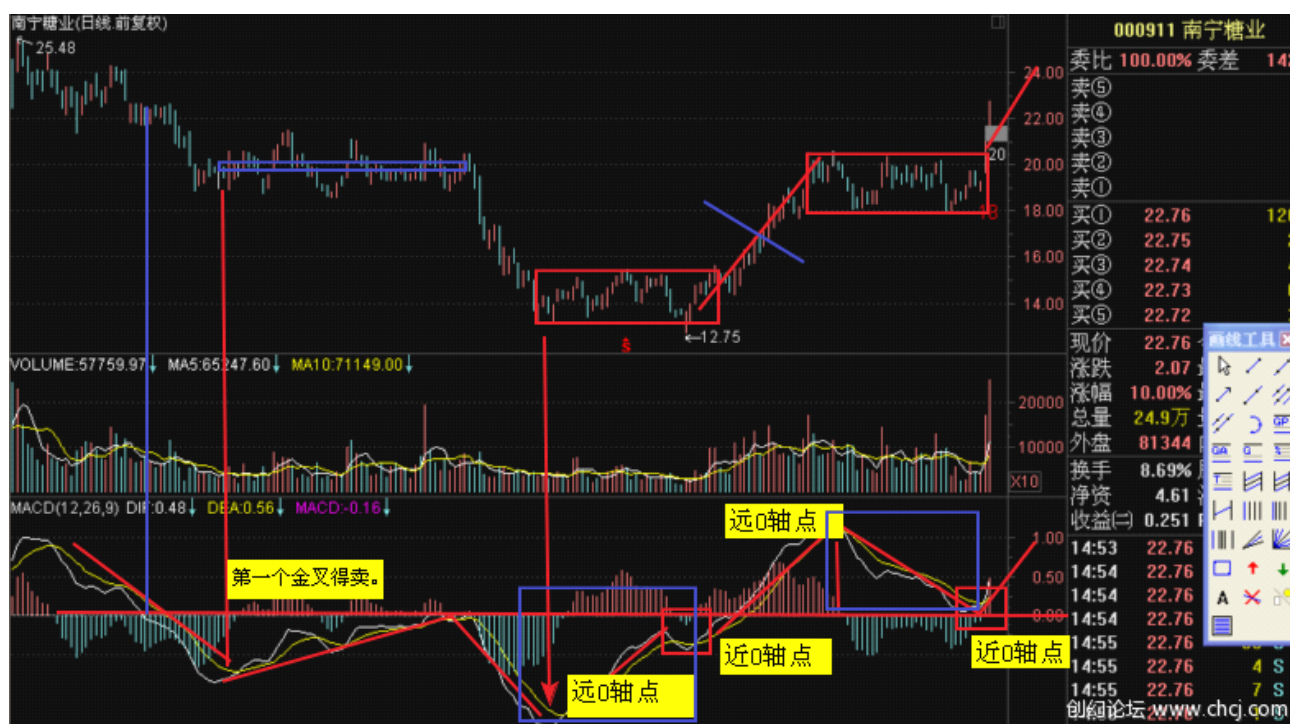 南宁糖业(日线.前复权)
25.48
24.00
22.00
20
20.00
18.00
18
16.00
14.00
12.75
VOLUME:57759.97 MA5:65247.60 MA10:71149.00
20000
10000
X10
MACD(12,26,9) DIF:0.48 DEA:0.56 MACD:-0.16
1.00
0.50
0.00
第一个金叉得卖。
远0轴点
远0轴点
近0轴点
近0轴点
000911 南宁糖业
委比 100.00% 委差
卖⑤
卖④
卖③
卖②
卖①
买① 22.76
买② 22.75
买③ 22.74
买④ 22.73
买⑤ 22.72
现价 22.76
涨跌 2.07
涨幅 10.00%
总量 24.9万
外盘 81344
换手 8.69%
净资 4.61
收益㈡ 0.251
画线工具
14:53 22.76
14:54 22.76
14:54 22.76
14:54 22.76
14:55 22.76
14:55 22.76 4 S
14:55 22.76 7 S
www.chcj.com